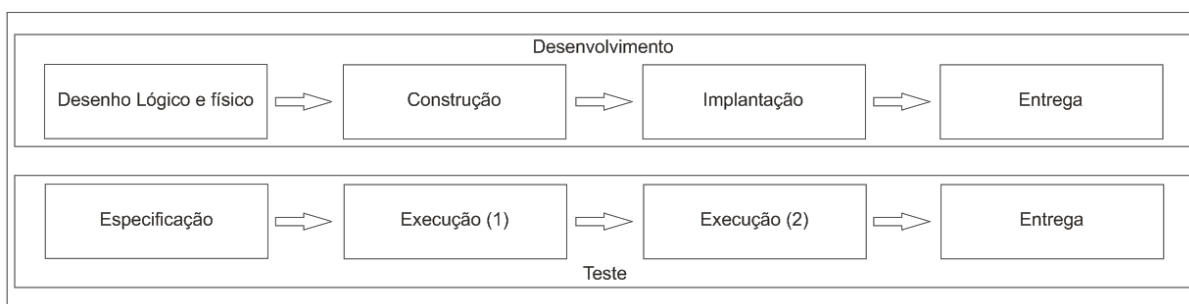 Desenvolvimento
Desenho Lógico e físico
Construção
Implantação
Entrega
Especificação
Execução (1)
Execução (2)
Entrega
Teste